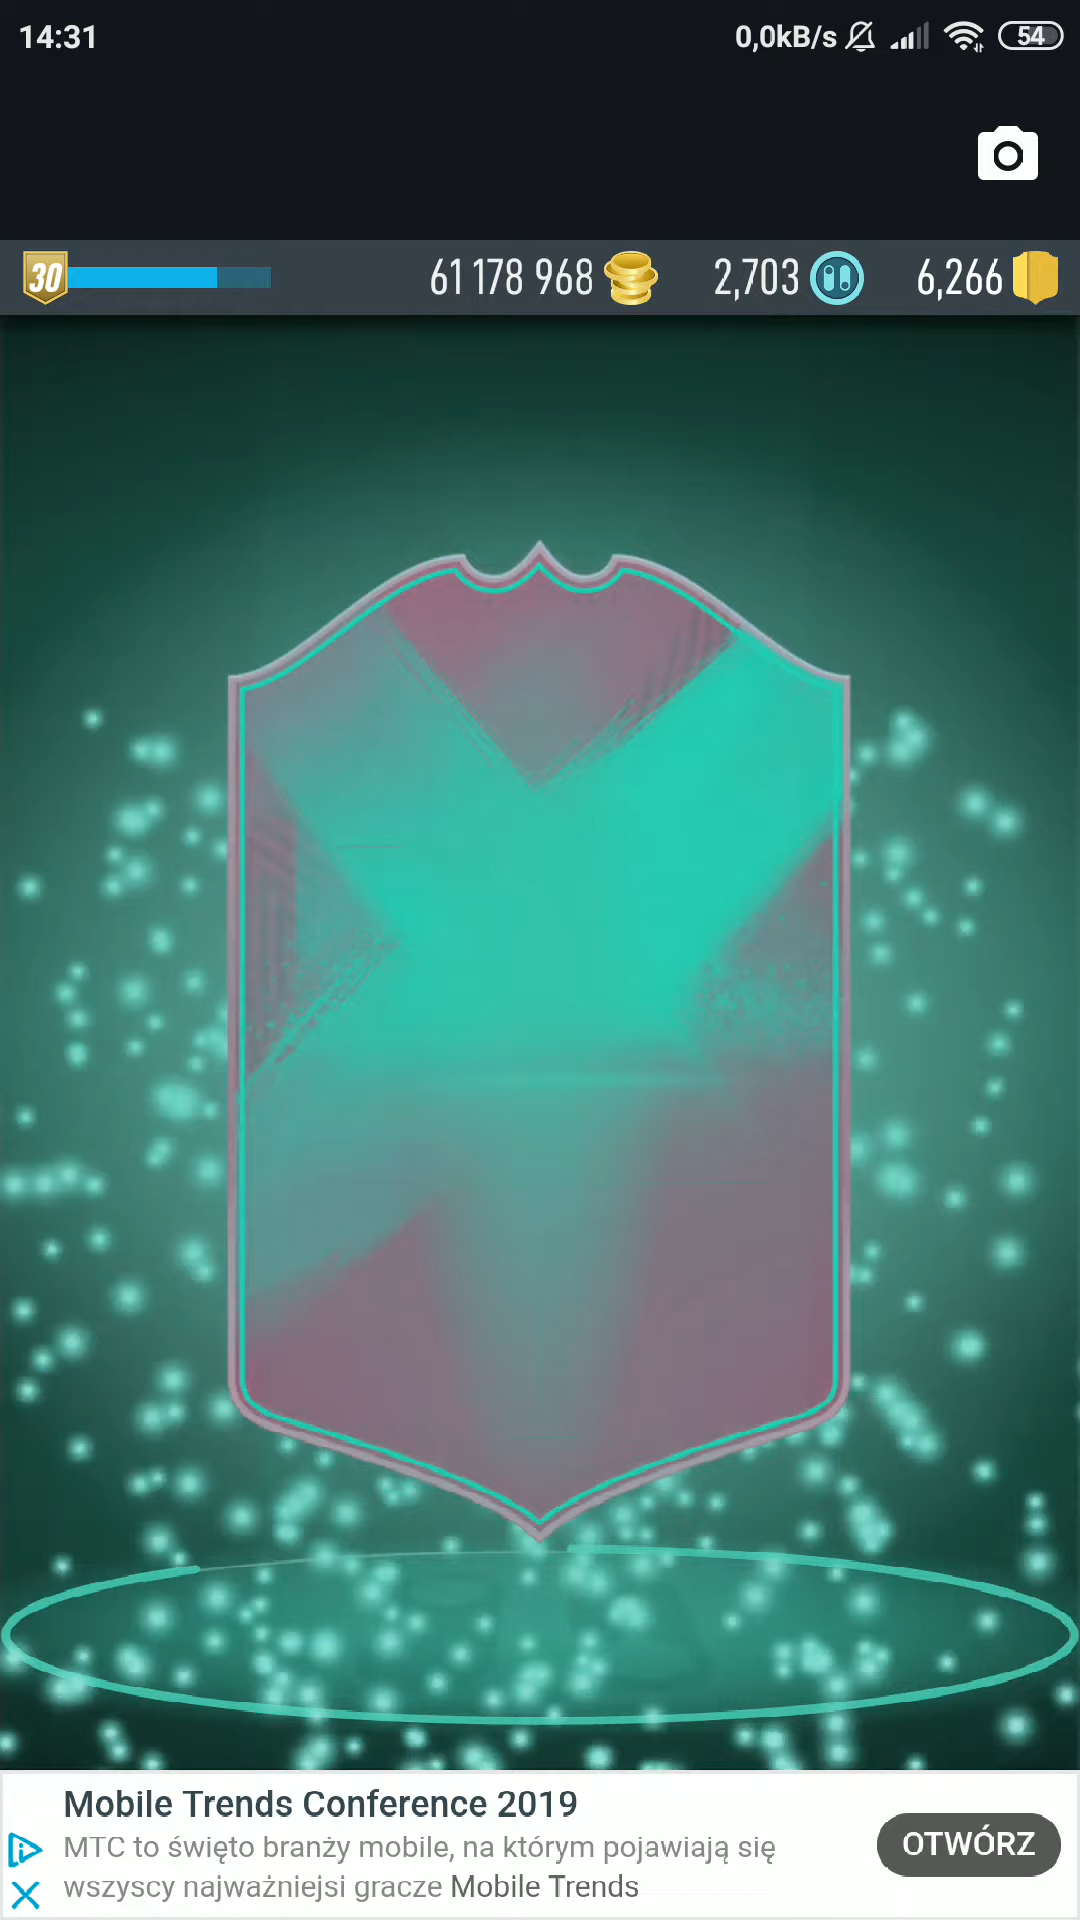 14:31
0,0kB/s
54
30
61 178 968
2,703
6,266
Mobile Trends Conference 2019
MTC to święto branży mobile, na którym pojawiają się
wszyscy najważniejsi gracze Mobile Trends
OTWÓRZ